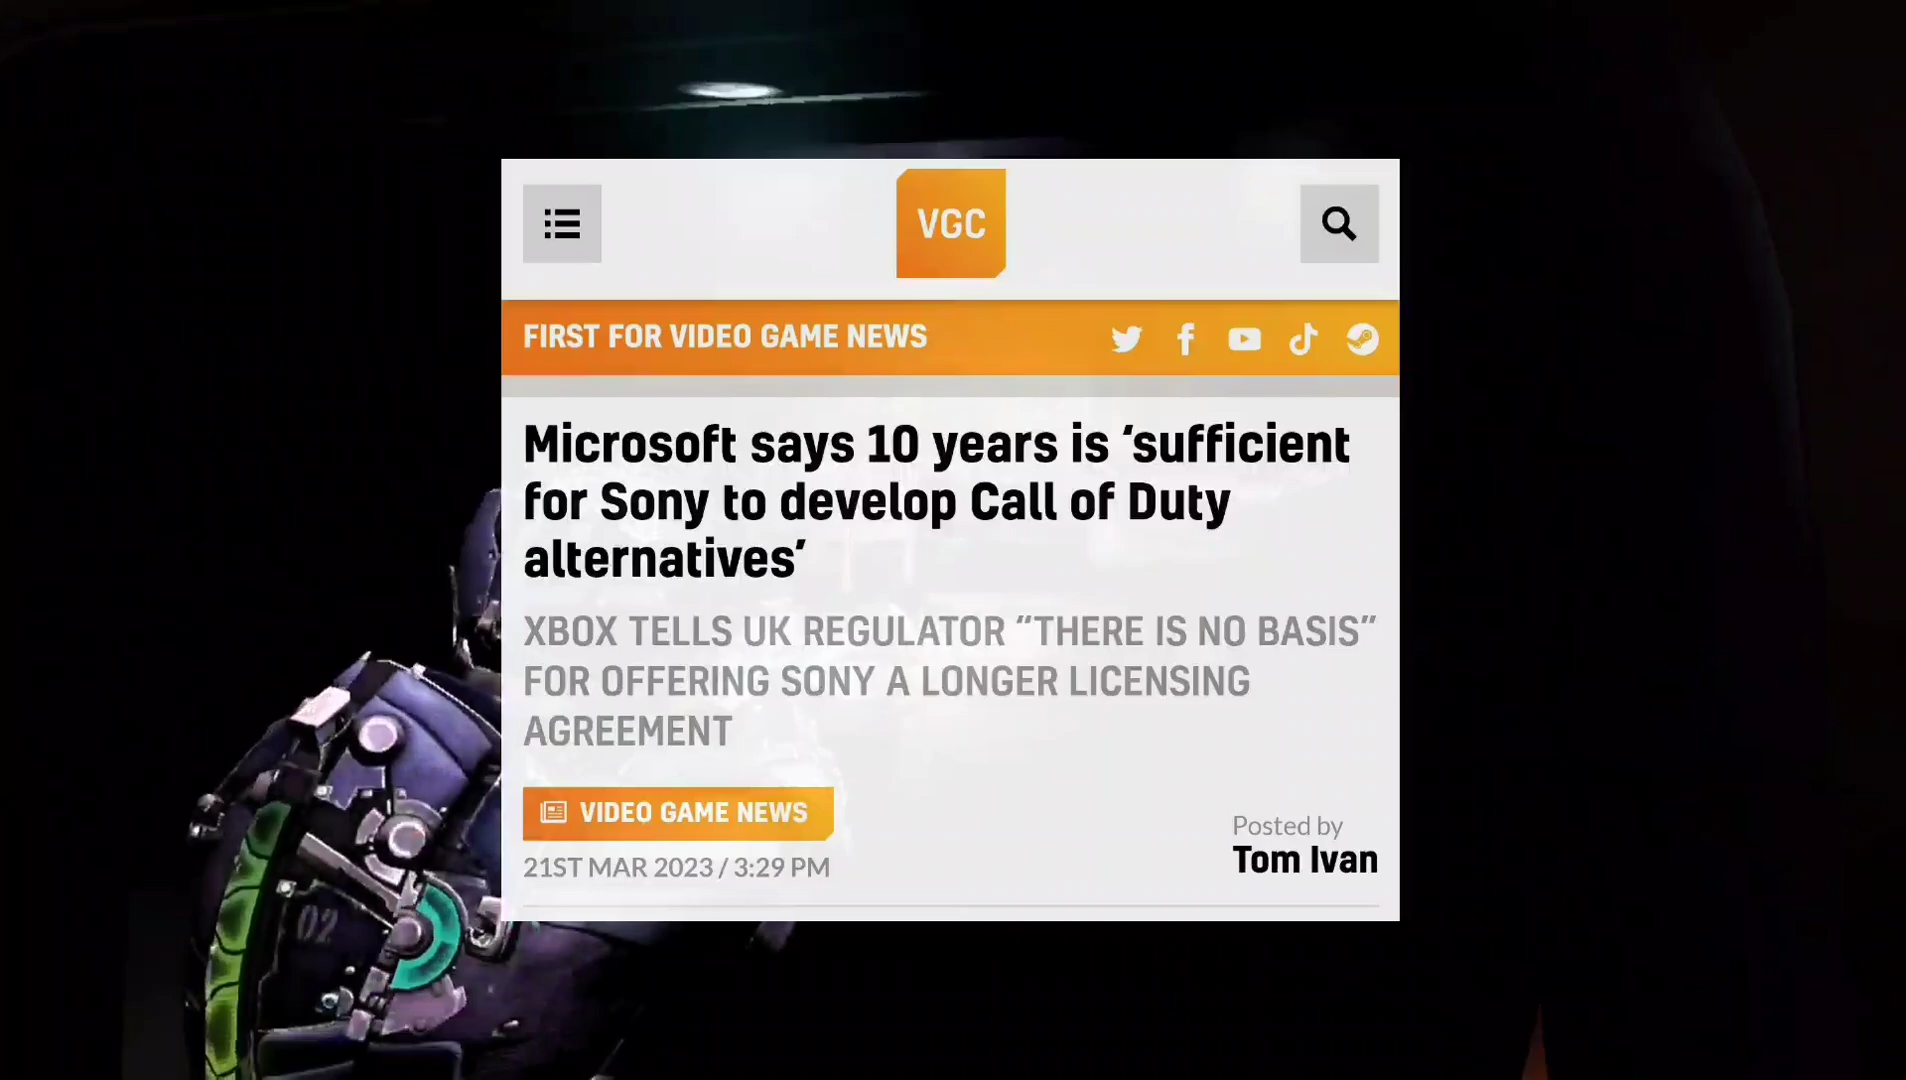 VGC
FIRST FOR VIDEO GAME NEWS
Microsoft says 10 years is ‘sufficient
for Sony to develop Call of Duty
alternatives’
XBOX TELLS UK REGULATOR “THERE IS NO BASIS”
FOR OFFERING SONY A LONGER LICENSING
AGREEMENT
VIDEO GAME NEWS
21ST MAR 2023 / 3:29 PM
Posted by
Tom Ivan
02